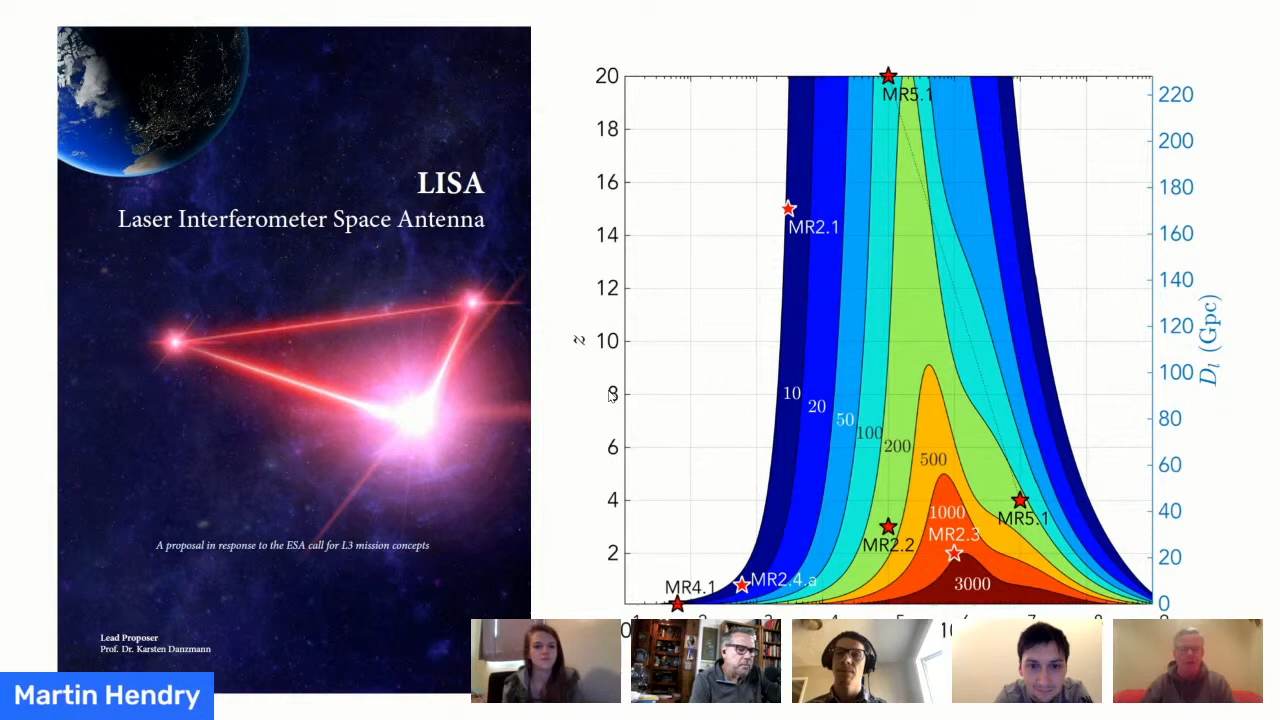 LISA
Laser Interferometer Space Antenna
A proposal in response to the ESA call for L3 mission concepts
Lead Proposer
Prof. Dr. Karsten Danzmann
Martin Hendry
z
20
18
16
14
12
10
8
6
4
2
MR5.1
MR2.1
10
20
50
100
200
500
1000
3000
MR2.2
MR2.3
MR5.1
MR4.1
MR2.4.a
220
200
180
160
140
120
100
80
60
40
20
0
D_l (Gpc)